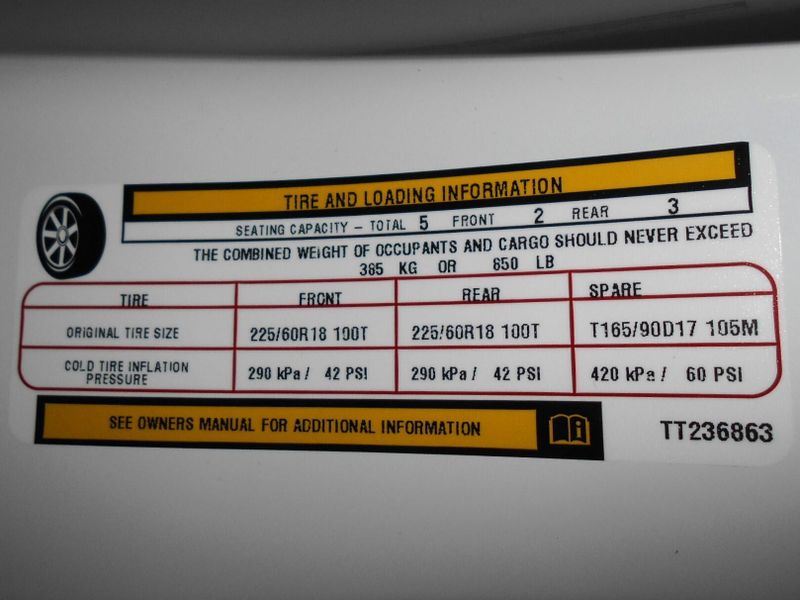 TIRE AND LOADING INFORMATION
SEATING CAPACITY – TOTAL 5 FRONT 2 REAR 3
THE COMBINED WEIGHT OF OCCUPANTS AND CARGO SHOULD NEVER EXCEED
385 KG OR 850 LB
TIRE FRONT REAR SPARE
ORIGINAL TIRE SIZE 225/60R18 100T 225/60R18 100T T165/90D17 105M
COLD TIRE INFLATION
PRESSURE 290 kPa / 42 PSI 290 kPa / 42 PSI 420 kPa / 60 PSI
SEE OWNERS MANUAL FOR ADDITIONAL INFORMATION TT236863